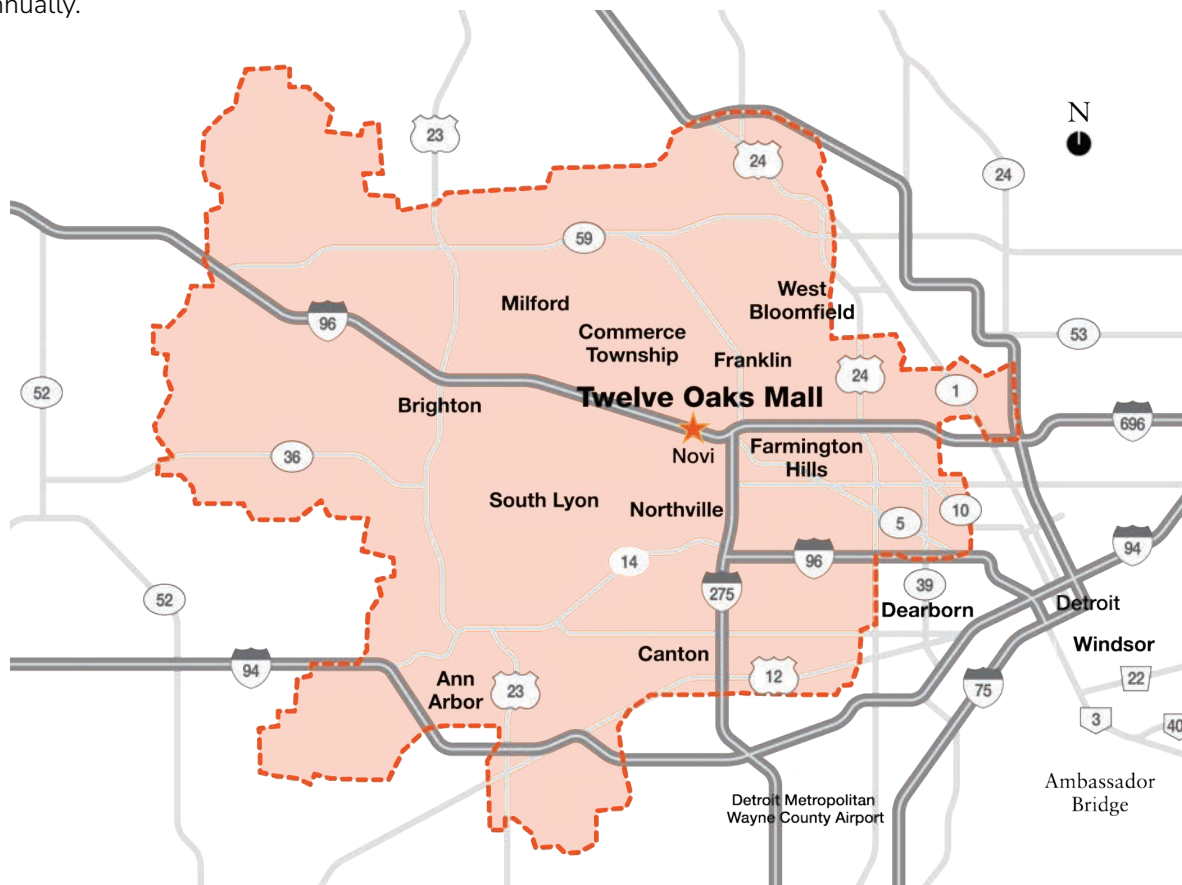 nnually.
N
23
24
24
59
Milford
West
Bloomfield
96
Commerce
Township
Franklin
53
52
24
1
Twelve Oaks Mall
Brighton
696
Novi
Farmington
Hills
36
South Lyon
Northville
10
5
94
14
96
275
39
52
Dearborn
Detroit
Canton
Windsor
94
Ann
Arbor
23
12
75
22
3
40
Ambassador
Bridge
Detroit Metropolitan
Wayne County Airport